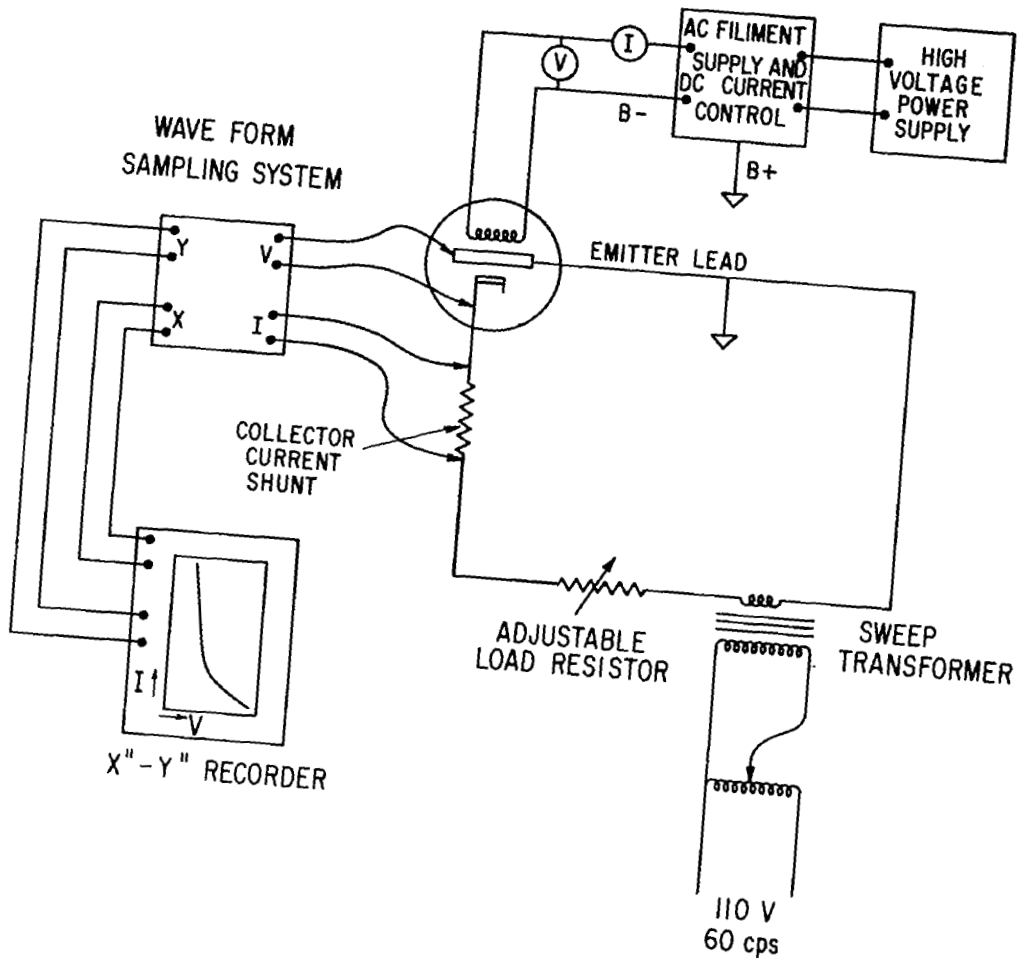 AC FILIMENT
SUPPLY AND
DC CURRENT
CONTROL
HIGH
VOLTAGE
POWER
SUPPLY
I
V
B-
B+
WAVE FORM
SAMPLING SYSTEM
Y
V
X
I
EMITTER LEAD
COLLECTOR
CURRENT
SHUNT
ADJUSTABLE
LOAD RESISTOR
SWEEP
TRANSFORMER
I
V
X"-Y" RECORDER
110 V
60 cps